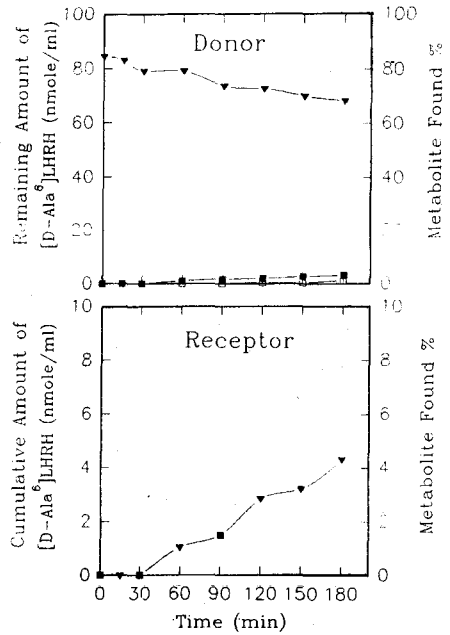 Donor
Remaining Amount of
[D-Ala⁶]LHRH (nmole/ml)
100
80
60
40
20
0
Metabolite Found %
100
80
60
40
20
0
Receptor
Cumulative Amount of
[D-Ala⁶]LHRH (nmole/ml)
10
8
6
4
2
0
Metabolite Found %
10
8
6
4
2
0
0 30 60 90 120 150 180
Time (min)